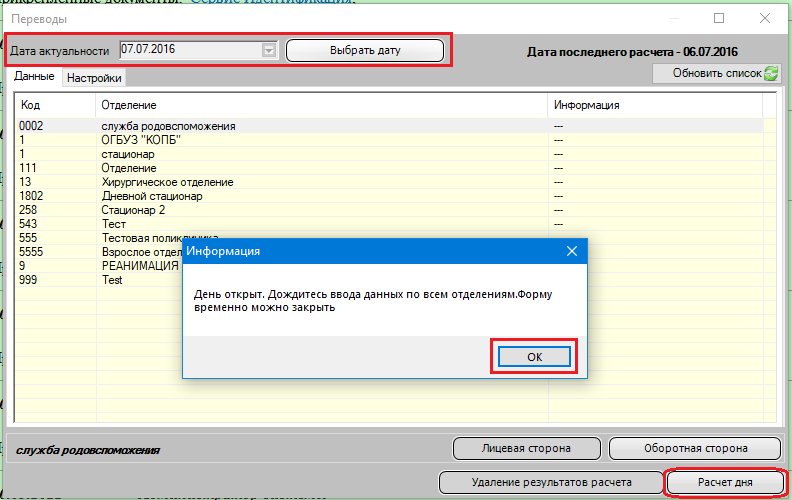 Прикрепленные документы: "Сервис Идентификация",
Переводы
Дата актуальности 07.07.2016 Выбрать дату Дата последнего расчета - 06.07.2016
Данные Настройки Обновить список
Код Отделение Информация
0002 служба родовспоможения ---
1 ОГБУЗ "КОПБ" ---
1 стационар ---
111 Отделение ---
13 Хирургическое отделение ---
1802 Дневной стационар ---
258 Стационар 2 ---
543 Тест ---
555 Тестовая поликлиника
5555 Взрослое отдел
9 РЕАНИМАЦИЯ
999 Test
Информация
День открыт. Дождитесь ввода данных по всем отделениям.Форму
временно можно закрыть
OK
служба родовспоможения Лицевая сторона Оборотная сторона
Удаление результатов расчета Расчет дня